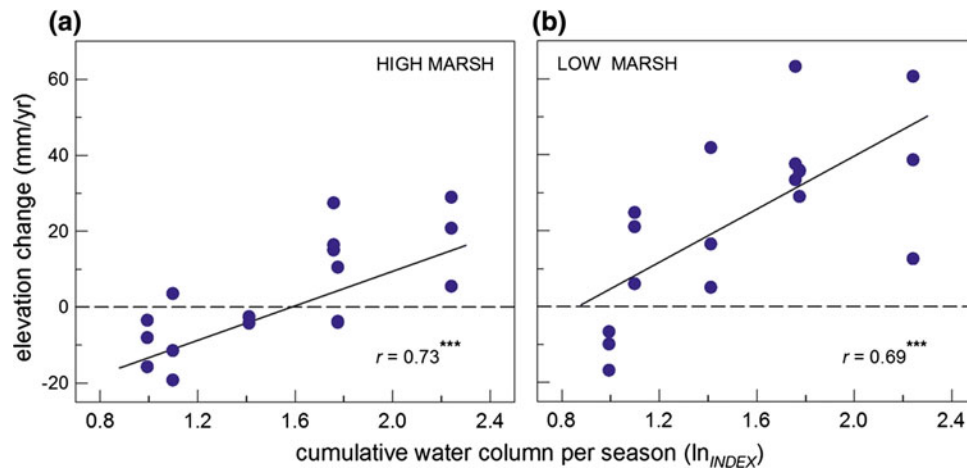 (a)
(b)
HIGH MARSH
LOW MARSH
elevation change (mm/yr)
60
40
20
0
-20
r = 0.73***
r = 0.69***
0.8 1.2 1.6 2.0 2.4
0.8 1.2 1.6 2.0 2.4
cumulative water column per season (ln_INDEX)